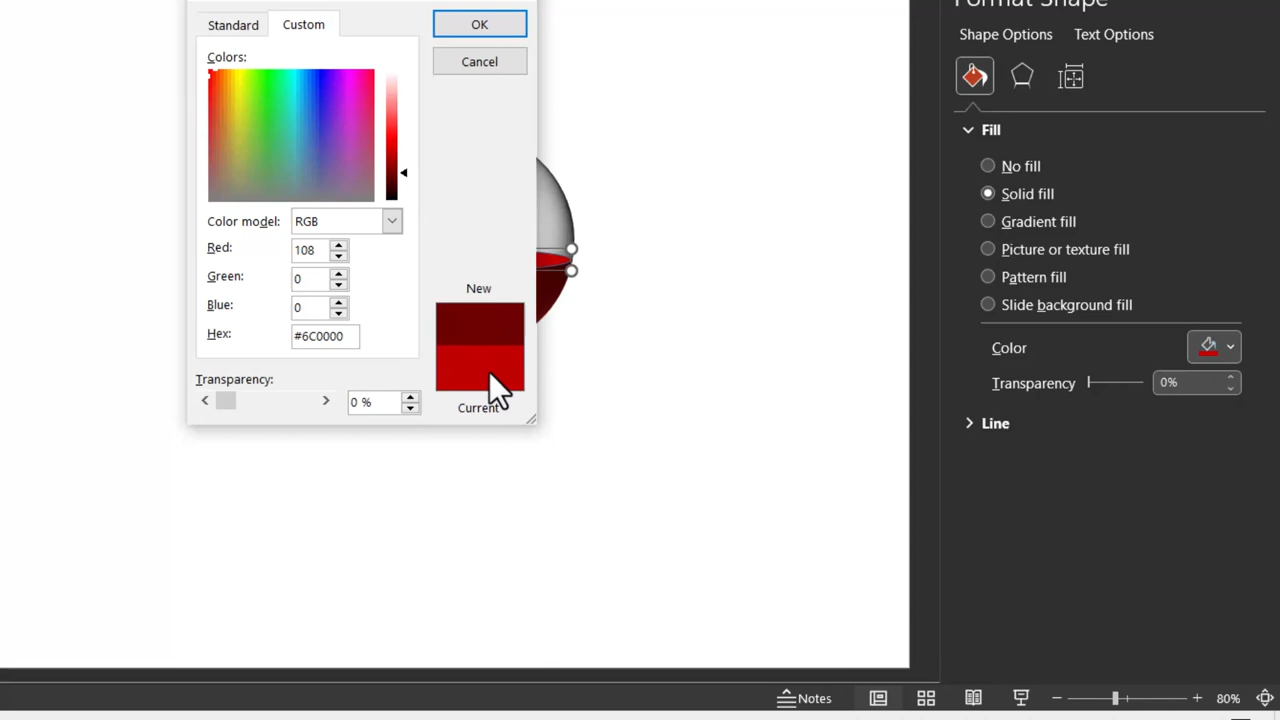 Format Shape
Standard
Custom
OK
Cancel
Colors:
Color model: RGB
Red: 108
Green: 0
Blue: 0
Hex: #6C0000
Transparency:
0 %
New
Current
Shape Options
Text Options
Fill
No fill
Solid fill
Gradient fill
Picture or texture fill
Pattern fill
Slide background fill
Color
Transparency
0%
Line
Notes
80%